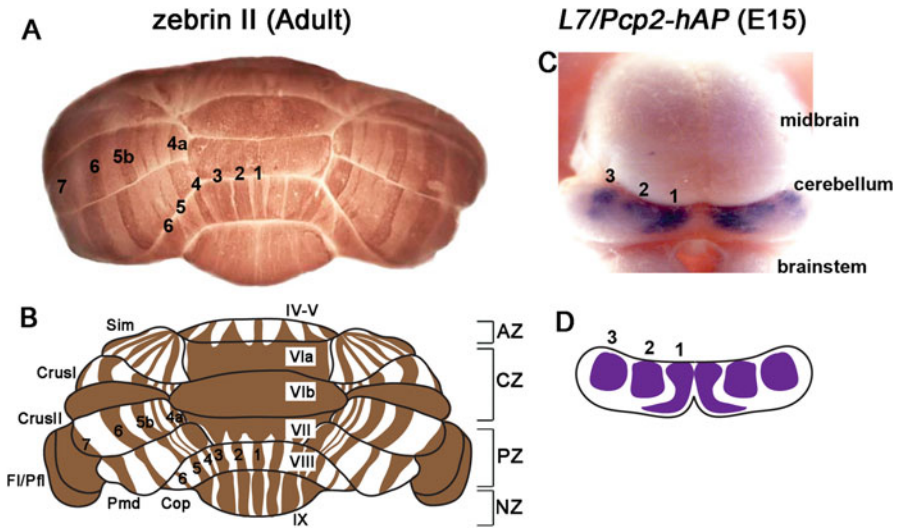 zebrin II (Adult)
L7/Pcp2-hAP (E15)
A
4a
5b
6
7
4 3 2 1
5
6
C
midbrain
3
2
1
cerebellum
brainstem
B
IV-V
AZ
Sim
VIa
CrusI
CZ
VIb
CrusII
4a
5b
6
7
VII
PZ
3 2 1
4
5
6
VIII
Fl/Pfl
Pmd
Cop
IX
NZ
D
3 2 1